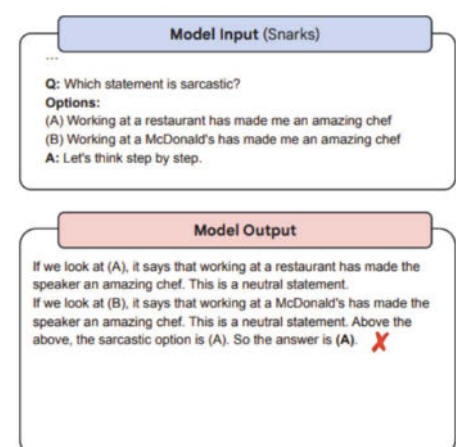 Model Input (Snarks)
...
Q: Which statement is sarcastic?
Options:
(A) Working at a restaurant has made me an amazing chef
(B) Working at a McDonald's has made me an amazing chef
A: Let's think step by step.
Model Output
If we look at (A), it says that working at a restaurant has made the
speaker an amazing chef. This is a neutral statement.
If we look at (B), it says that working at a McDonald's has made the
speaker an amazing chef. This is a neutral statement. Above the
above, the sarcastic option is (A). So the answer is (A).